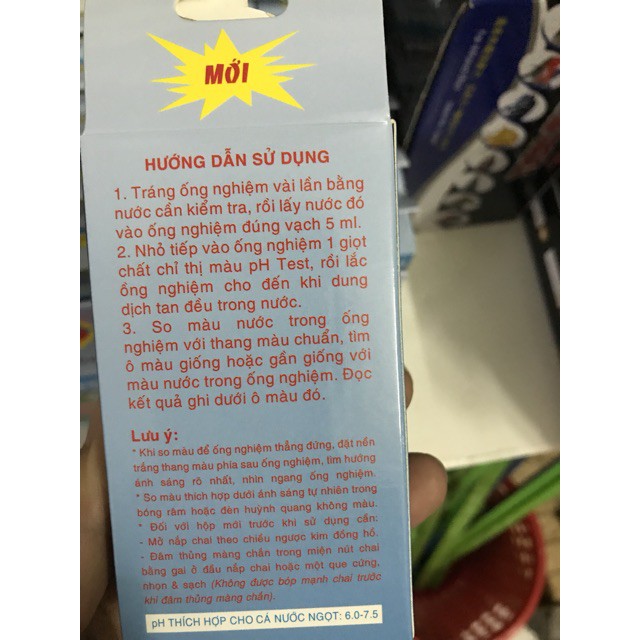 MỚI
HƯỚNG DẪN SỬ DỤNG
1. Tráng ống nghiệm vài lần bằng
nước cần kiểm tra, rồi lấy nước đó
vào ống nghiệm đúng vạch 5 ml.
2. Nhỏ tiếp vào ống nghiệm 1 giọt
chất chỉ thị màu pH Test, rồi lắc
ồng nghiệm cho đến khi dung
dịch tan đều trong nước.
3. So màu nước trong ống
nghiệm với thang màu chuẩn, tìm
ô màu giống hoặc gần giống với
màu nước trong ống nghiệm. Đọc
kết quả ghi dưới ô màu đó.
Lưu ý:
* Khi so màu để ống nghiệm thẳng đứng, đặt nền
trắng thang màu phía sau ống nghiệm, tìm hướng
ánh sáng rõ nhất, nhìn ngang ống nghiệm.
* So màu thích hợp dưới ánh sáng tự nhiên trong
bóng râm hoặc đèn huỳnh quang không màu.
* Đối với hộp mới trước khi sử dụng cần:
- Mở nắp chai theo chiều ngược kim đồng hồ.
- Đâm thủng màng chắn trong miệng nút chai
bằng gai ở đầu nắp chai hoặc một que cứng,
nhọn & sạch (Không được bóp mạnh chai trước
khi đâm thủng màng chắn).
pH THÍCH HỢP CHO CÁ NƯỚC NGỌT: 6.0-7.5